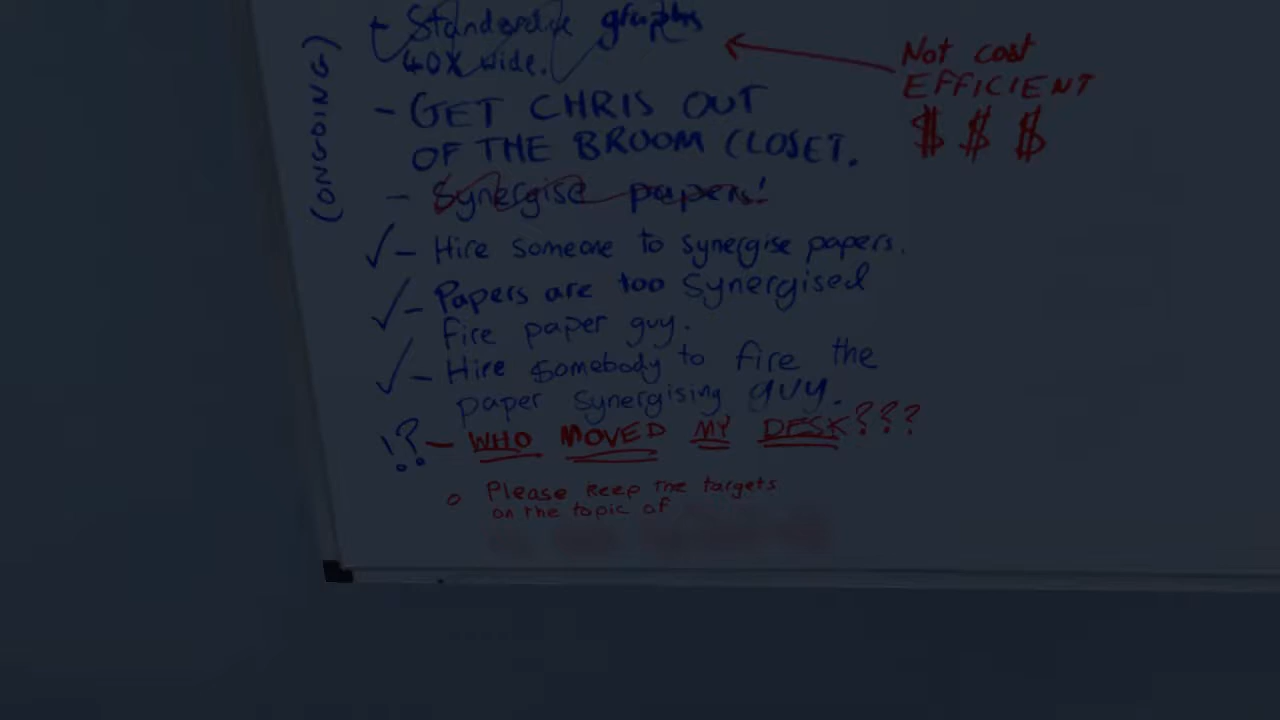 (ONGOING)
- Standardize graphs
40X wide.
Not cost
EFFICIENT
$ $ $
- GET CHRIS OUT
OF THE BROOM CLOSET.
- Synergise papers!
✓ - Hire someone to synergise papers.
✓ - Papers are too synergised
fire paper guy.
✓ - Hire somebody to fire the
paper synergising guy.
!? - WHO MOVED MY DESK???
o Please keep the targets
on the topic of